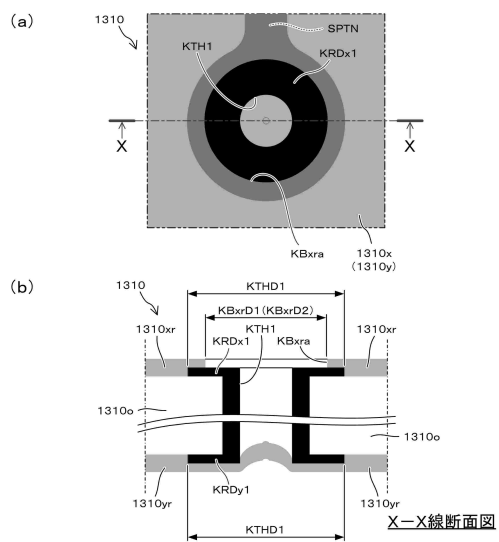 (a)
1310
SPTN
KTH1
KRDx1
X
X
KBxra
1310x
(1310y)
(b)
1310
KTHD1
KBxrD1(KBxrD2)
1310xr
KTH1
KBxra
1310xr
KRDx1
1310o
1310o
1310yr
KRDy1
1310yr
KTHD1
X－X線断面図